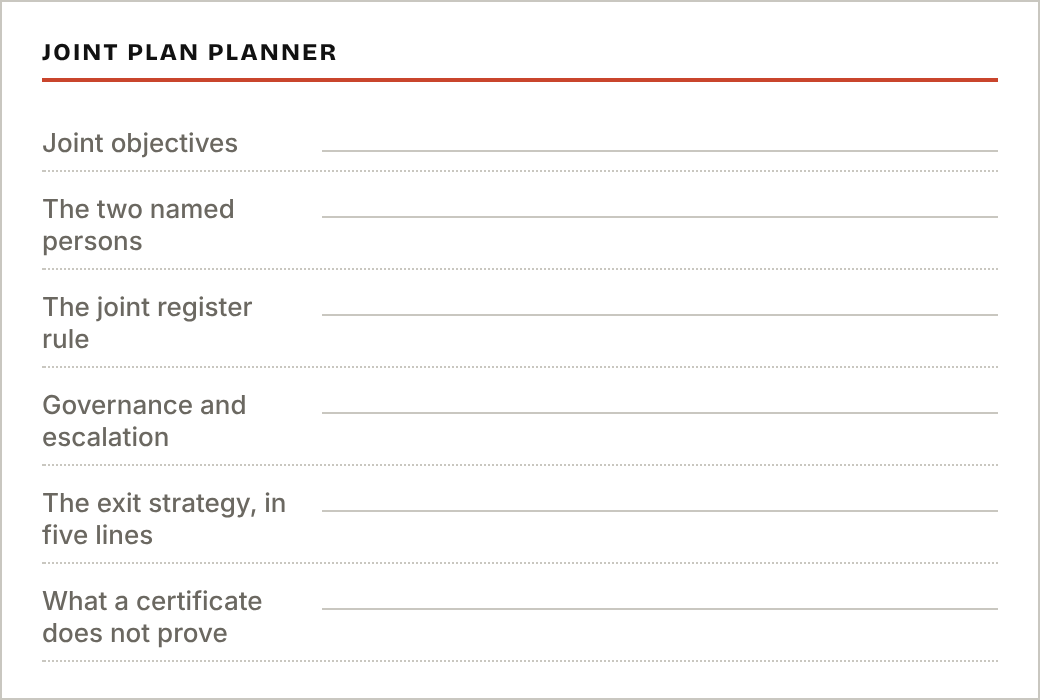 JOINT PLAN PLANNER
Joint objectives
The two named
persons
The joint register
rule
Governance and
escalation
The exit strategy, in
five lines
What a certificate
does not prove